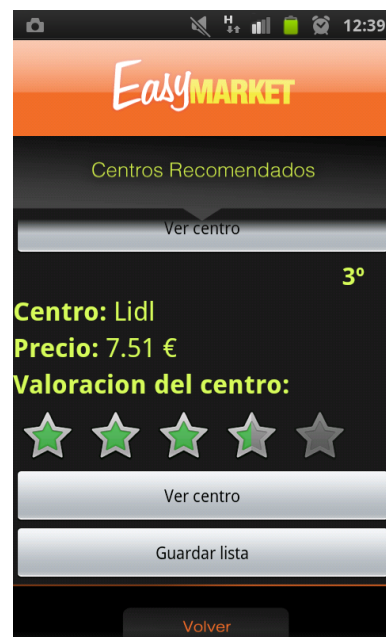 H
12:39
EasyMARKET
Centros Recomendados
Ver centro
3º
Centro: Lidl
Precio: 7.51 €
Valoracion del centro:
Ver centro
Guardar lista
Volver